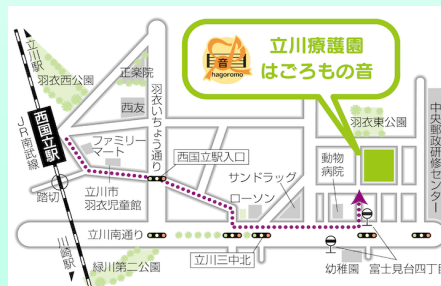 立川療護園
はごろもの音
音
hagoromo
立川駅
羽衣西公園
正楽院
西友
羽衣いちょう通り
西国立駅
JR南武線
ファミリー
マート
西国立駅入口
羽衣東公園
中央郵政研修センター
動物
病院
サンドラッグ
ローソン
踏切
立川市
羽衣児童館
立川南通り
立川三中北
川崎駅
緑川第二公園
幼稚園
富士見台四丁目